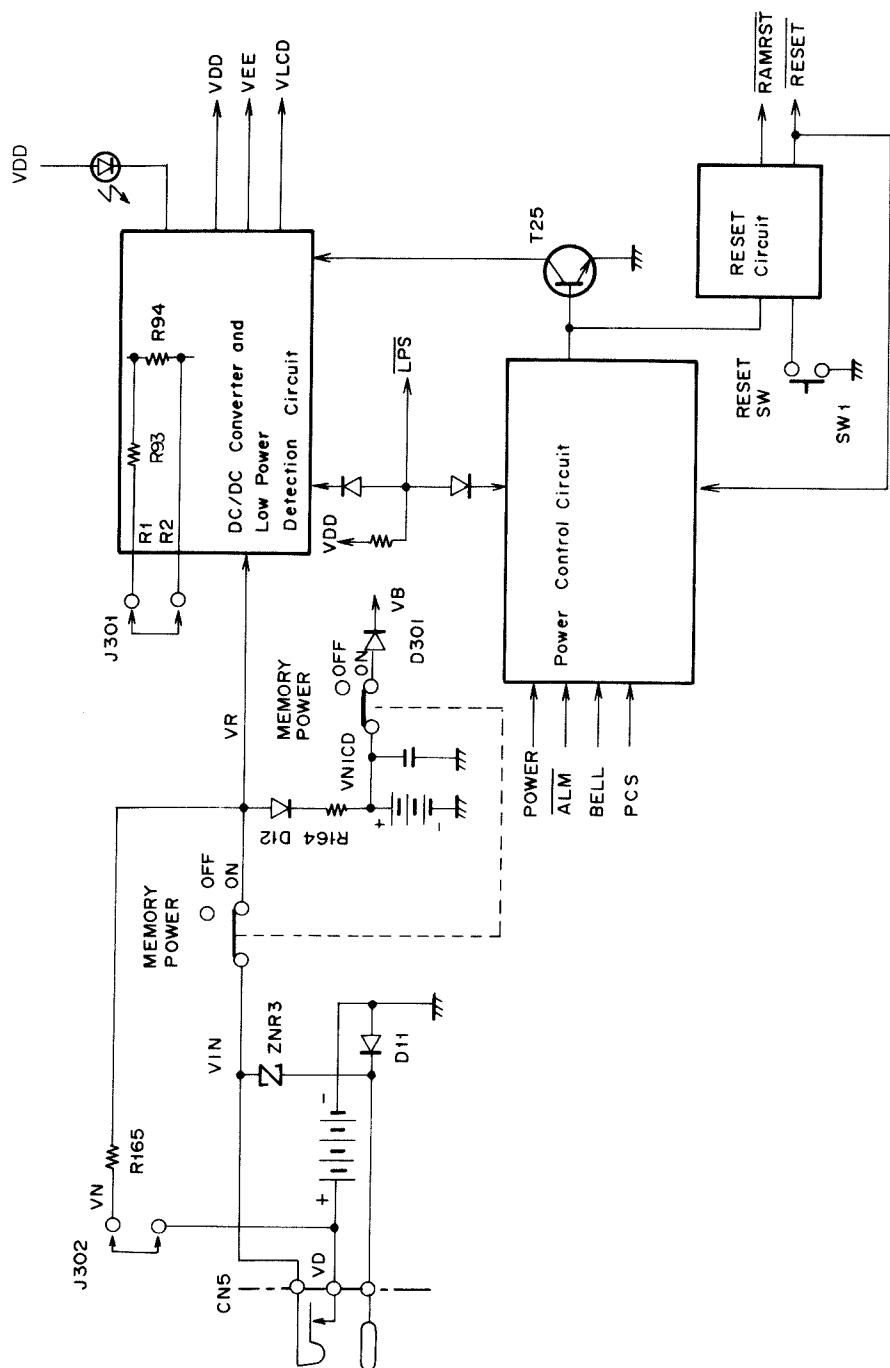 VDD
VDD
VEE
VLCD
R94
R93
R1
R2
J301
DC/DC Converter and
Low Power
Detection Circuit
T25
RAMRST
RESET
RESET
Circuit
RESET
SW
SW1
LPS
VDD
VR
MEMORY
POWER
OFF
ON
VB
D301
VNICD
+
-
R164
D12
Power Control Circuit
POWER
ALM
BELL
PCS
MEMORY
POWER
OFF
ON
VIN
ZNR3
D11
R165
VN
J302
+
-
VD
CN5